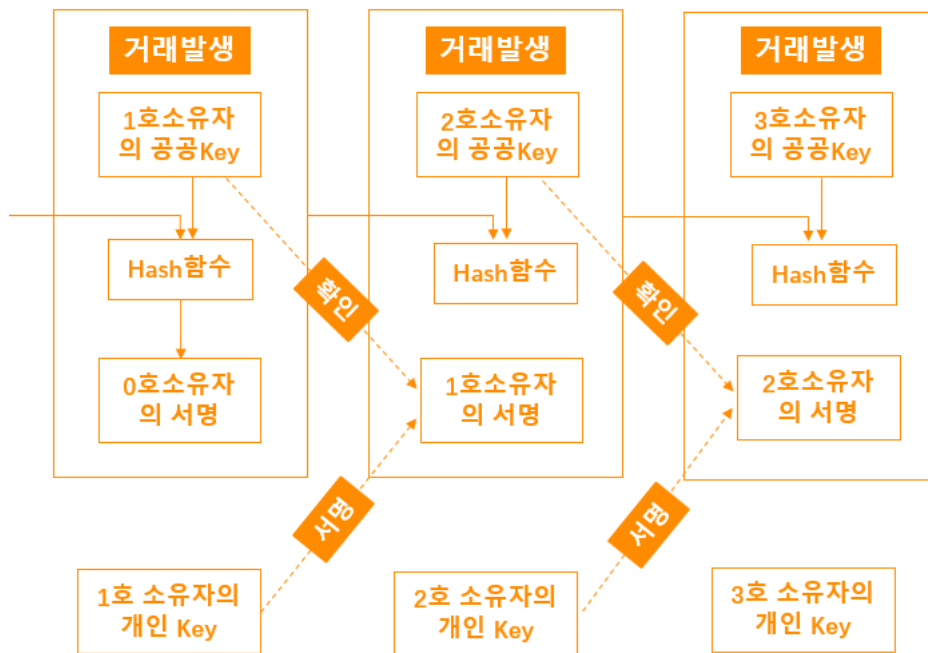 거래발생
거래발생
거래발생
1호소유자
의 공공Key
2호소유자
의 공공Key
3호소유자
의 공공Key
Hash함수
Hash함수
Hash함수
확인
확인
0호소유자
의 서명
1호소유자
의 서명
2호소유자
의 서명
서명
서명
1호 소유자의
개인 Key
2호 소유자의
개인 Key
3호 소유자의
개인 Key